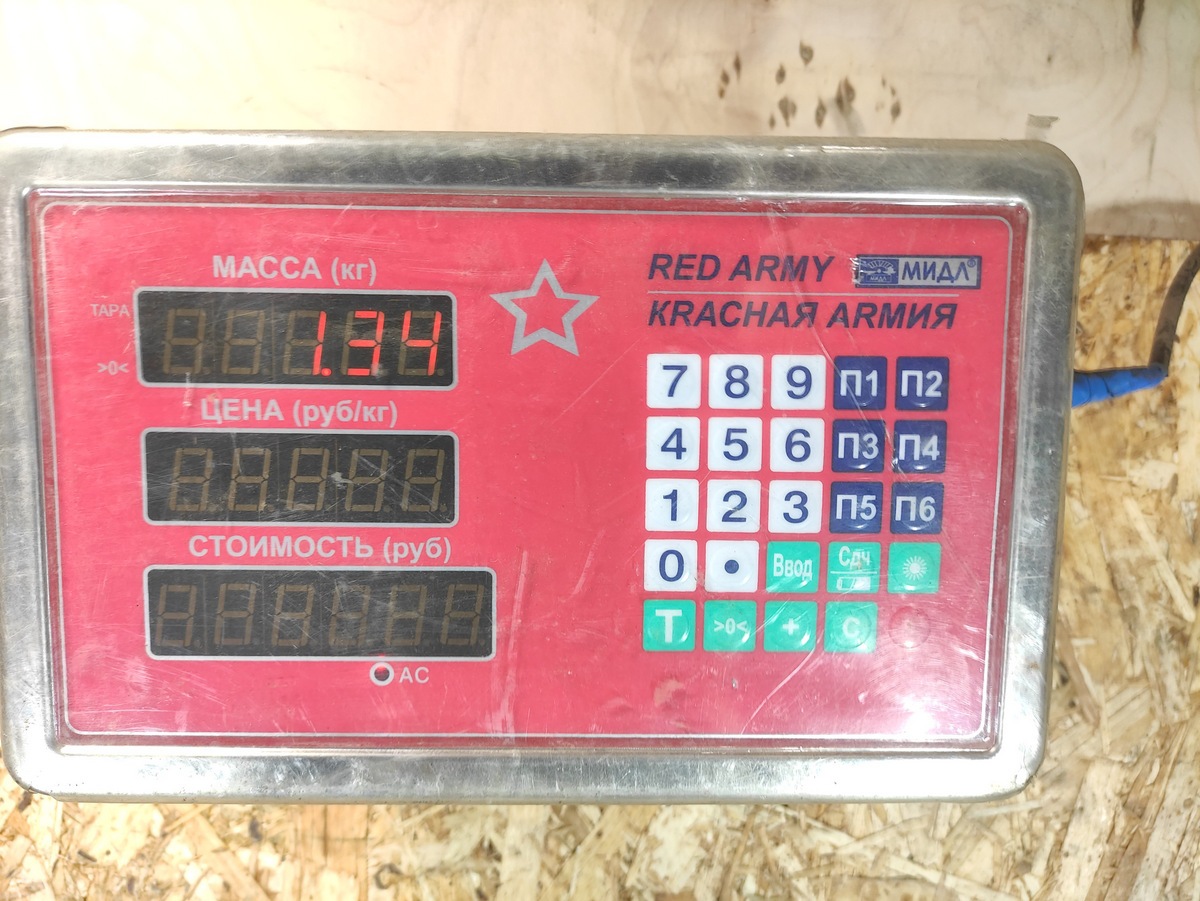 МАССА (кг)
ТАРА
1.34
>0<
ЦЕНА (руб/кг)
СТОИМОСТЬ (руб)
АС
RED ARMY МИДЛ®
КRАСНАЯ АRМИЯ
7 8 9 П1 П2
4 5 6 П3 П4
1 2 3 П5 П6
0 • Ввод Сдч
T >0< + C